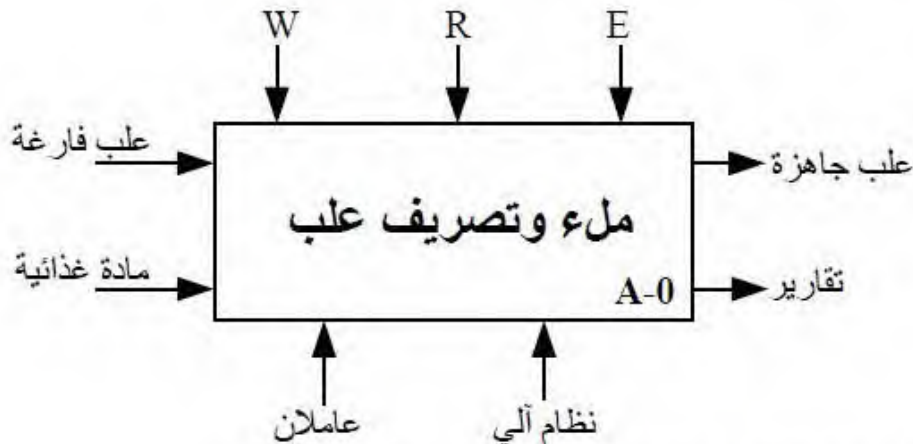 W R E
علب فارغة
علب جاهزة
ملء وتصريف علب
مادة غذائية
تقارير
A-0
عاملان
نظام آلي